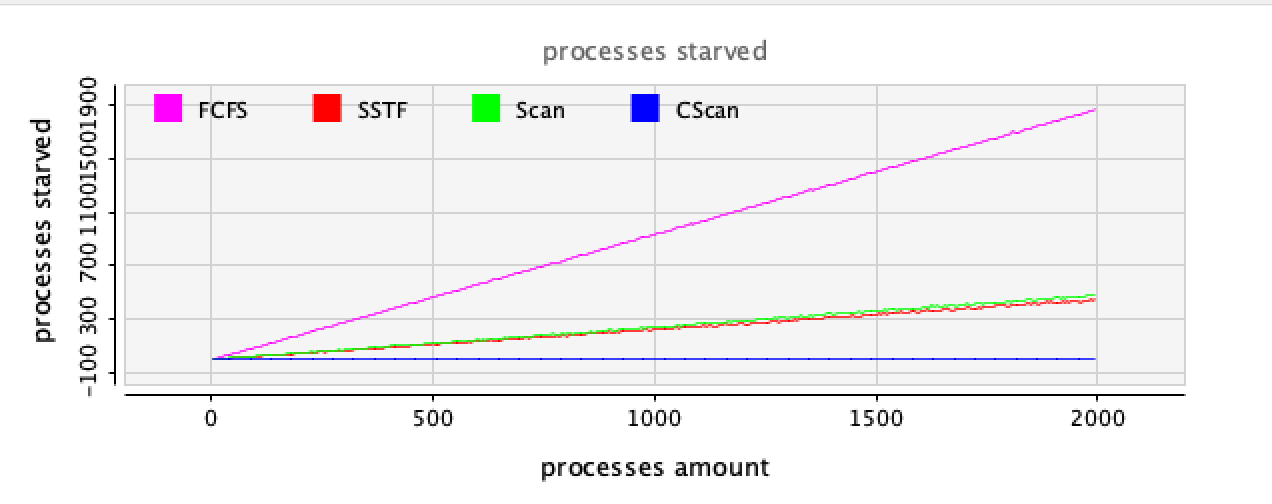 processes starved
FCFS SSTF Scan CScan
processes starved
1900
1500
1100
700
300
-100
0 500 1000 1500 2000
processes amount